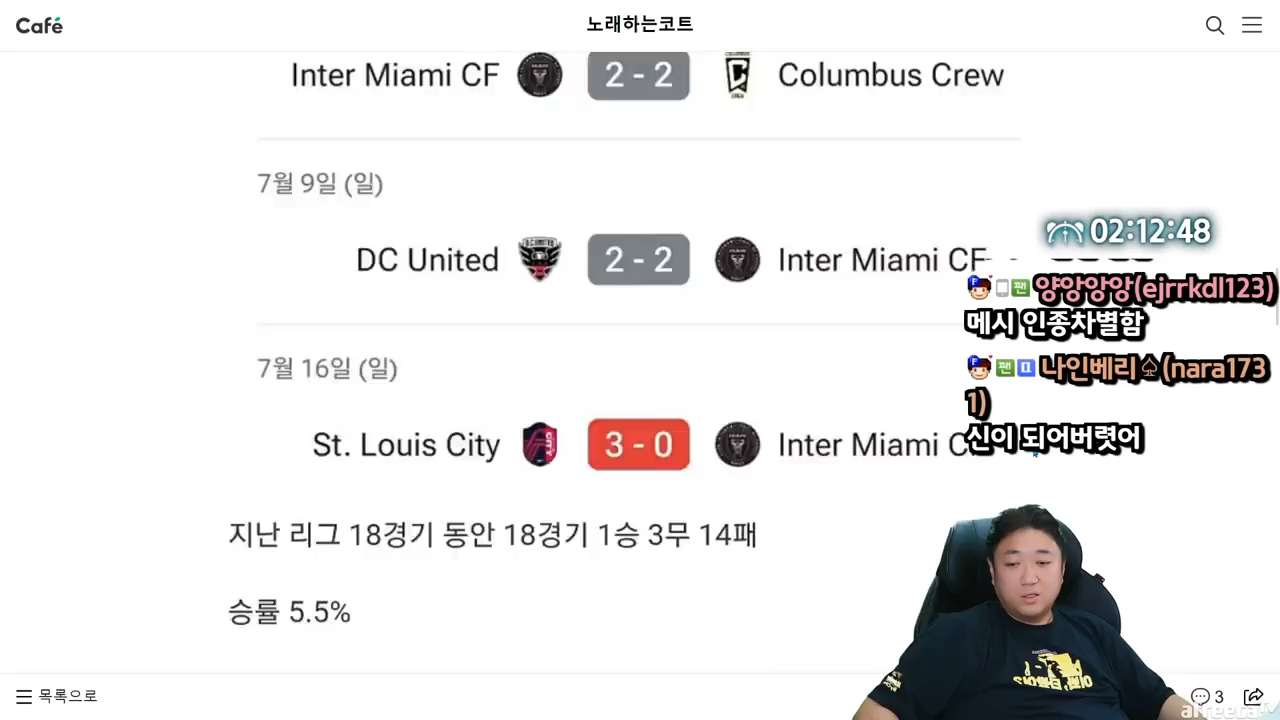 Café
노래하는코트
Inter Miami CF 2 - 2 Columbus Crew
7월 9일 (일)
DC United 2 - 2 Inter Miami CF
02:12:48
양앙앙앙(ejrrkdl123)
메시 인종차별함
7월 16일 (일)
나인베리♤(nara173
1)
신이 되어버렷어
St. Louis City 3 - 0 Inter Miami C
지난 리그 18경기 동안 18경기 1승 3무 14패
승률 5.5%
목록으로
3
afreecaTV